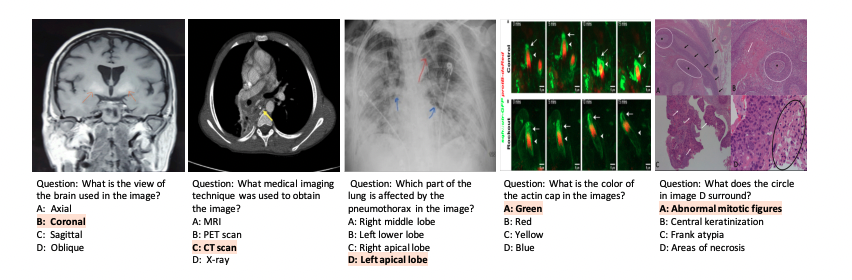 Question: What is the view of
the brain used in the image?
A: Axial
B: Coronal
C: Sagittal
D: Oblique
Question: What medical imaging
technique was used to obtain
the image?
A: MRI
B: PET scan
C: CT scan
D: X-ray
Question: Which part of the
lung is affected by the
pneumothorax in the image?
A: Right middle lobe
B: Left lower lobe
C: Right apical lobe
D: Left apical lobe
Control
Question: What is the color of
the actin cap in the images?
A: Green
B: Red
C: Yellow
D: Blue
A
B
C
D
Question: What does the circle
in image D surround?
A: Abnormal mitotic figures
B: Central keratinization
C: Frank atypia
D: Areas of necrosis